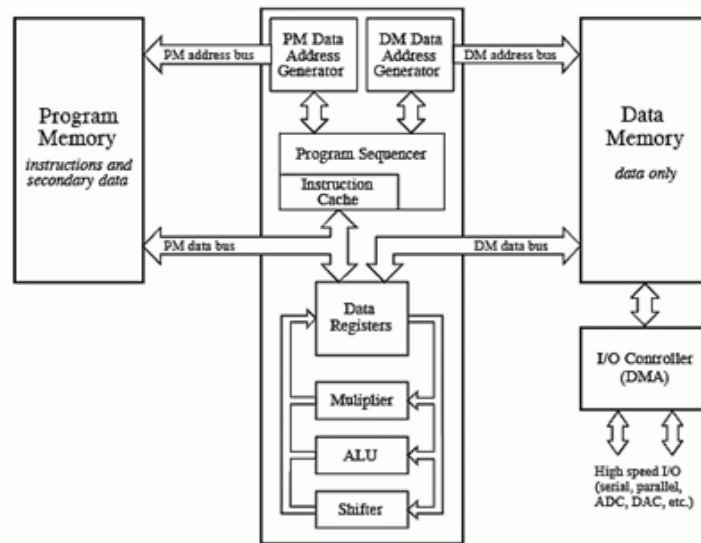 PM Data
Address
Generator
DM Data
Address
Generator
PM address bus
DM address bus
Program
Memory
instructions and
secondary data
Program Sequencer
Instruction
Cache
Data
Memory
data only
PM data bus
DM data bus
Data
Registers
I/O Controller
(DMA)
Muliplier
ALU
Shifter
High speed I/O
(serial, parallel,
ADC, DAC, etc.)